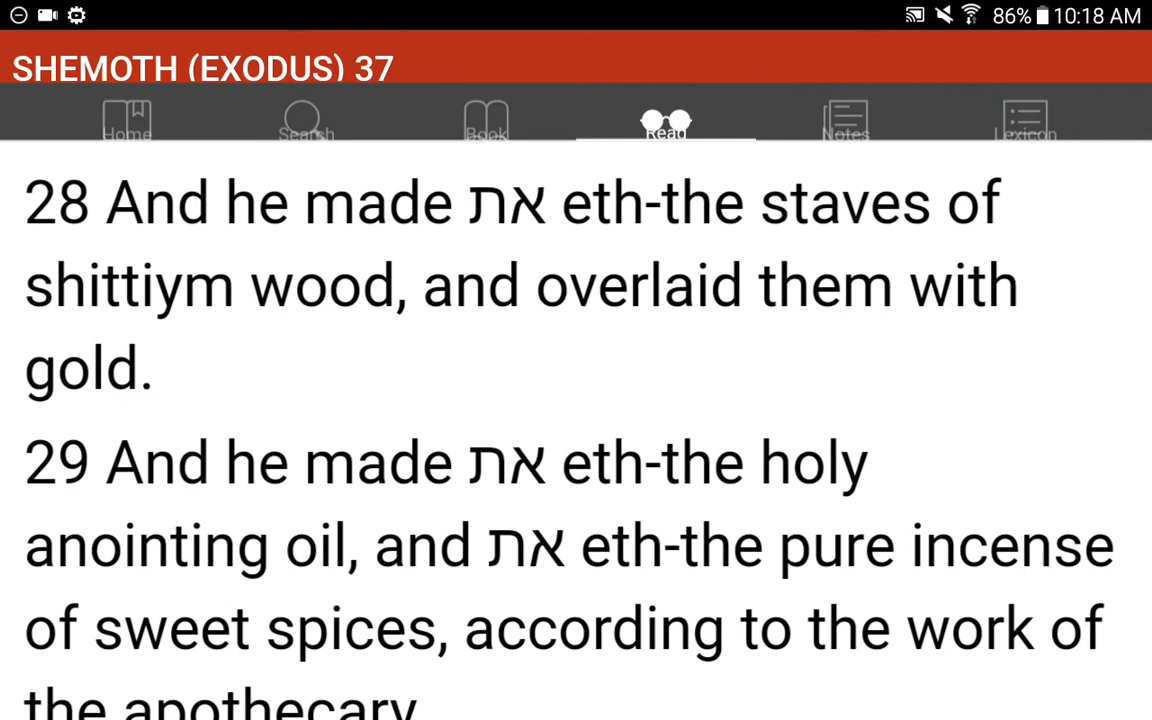 86% 10:18 AM
SHEMOTH (EXODUS) 37
Home Search Book Read Notes Lexicon
28 And he made את eth-the staves of
shittiym wood, and overlaid them with
gold.
29 And he made את eth-the holy
anointing oil, and את eth-the pure incense
of sweet spices, according to the work of
the apothecary.